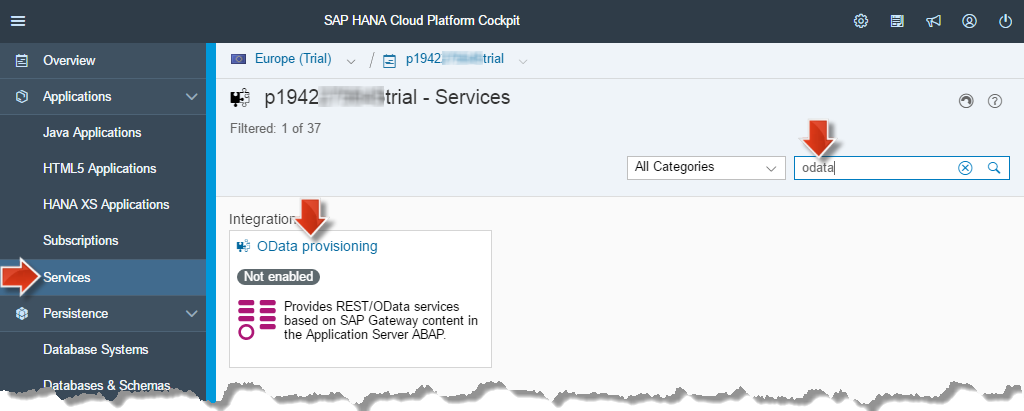 SAP HANA Cloud Platform Cockpit
Overview
Applications
Java Applications
HTML5 Applications
HANA XS Applications
Subscriptions
Services
Persistence
Database Systems
Databases & Schemas
Europe (Trial) / p1942 trial
p1942 trial - Services
Filtered: 1 of 37
All Categories
odata
Integration
OData provisioning
Not enabled
Provides REST/OData services
based on SAP Gateway content in
the Application Server ABAP.